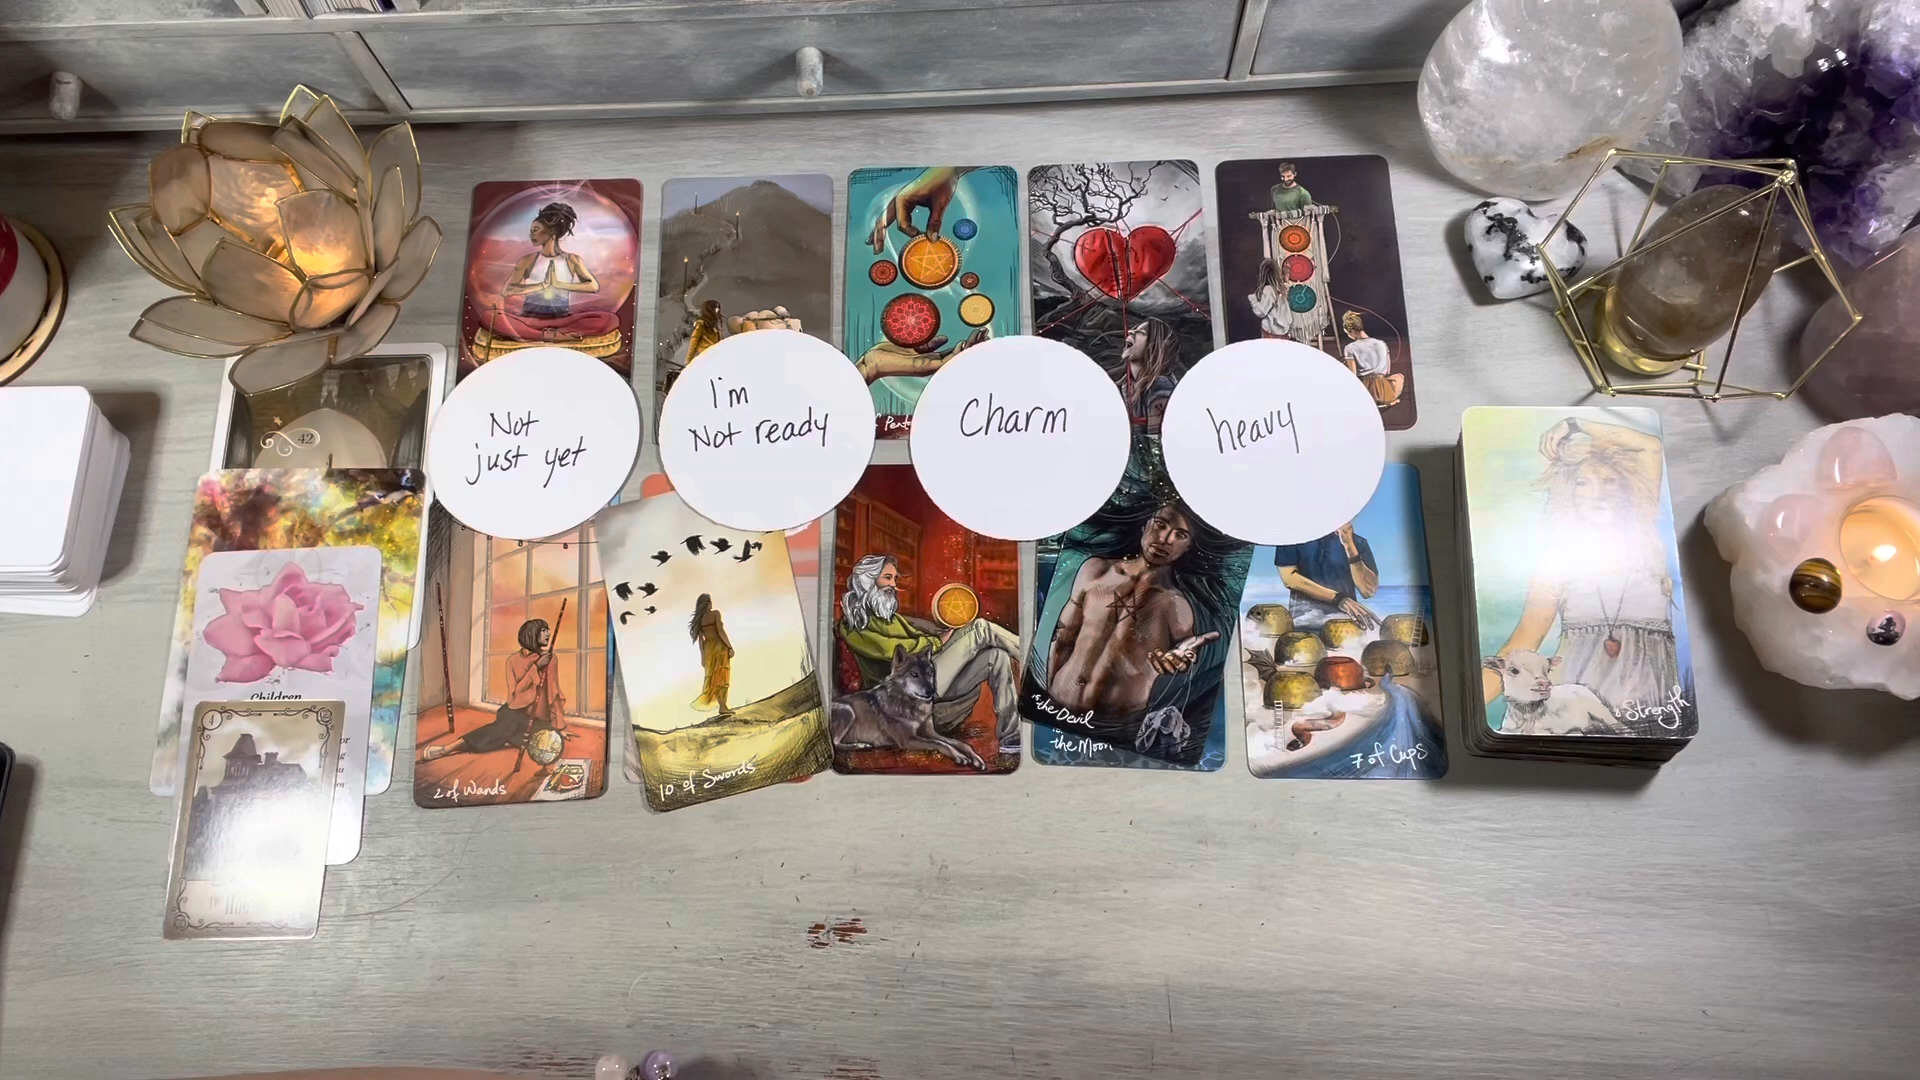 42
Not
just yet
I'm
Not ready
Charm
heavy
Children
2 of Wands
10 of Swords
the Devil
the Moon
7 of Cups
8 Strength